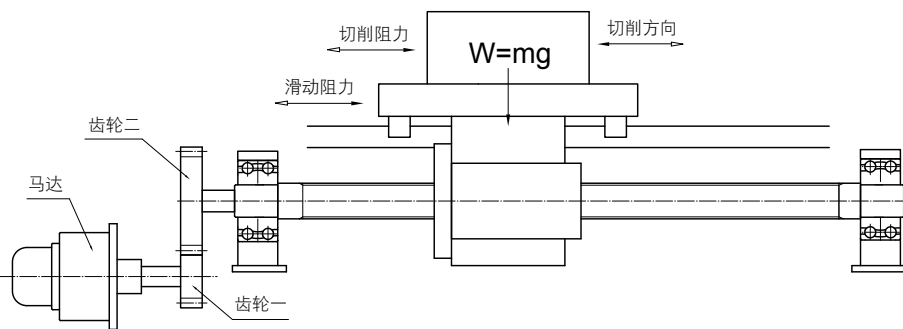 切削阻力
切削方向
W=mg
滑动阻力
齿轮二
马达
齿轮一